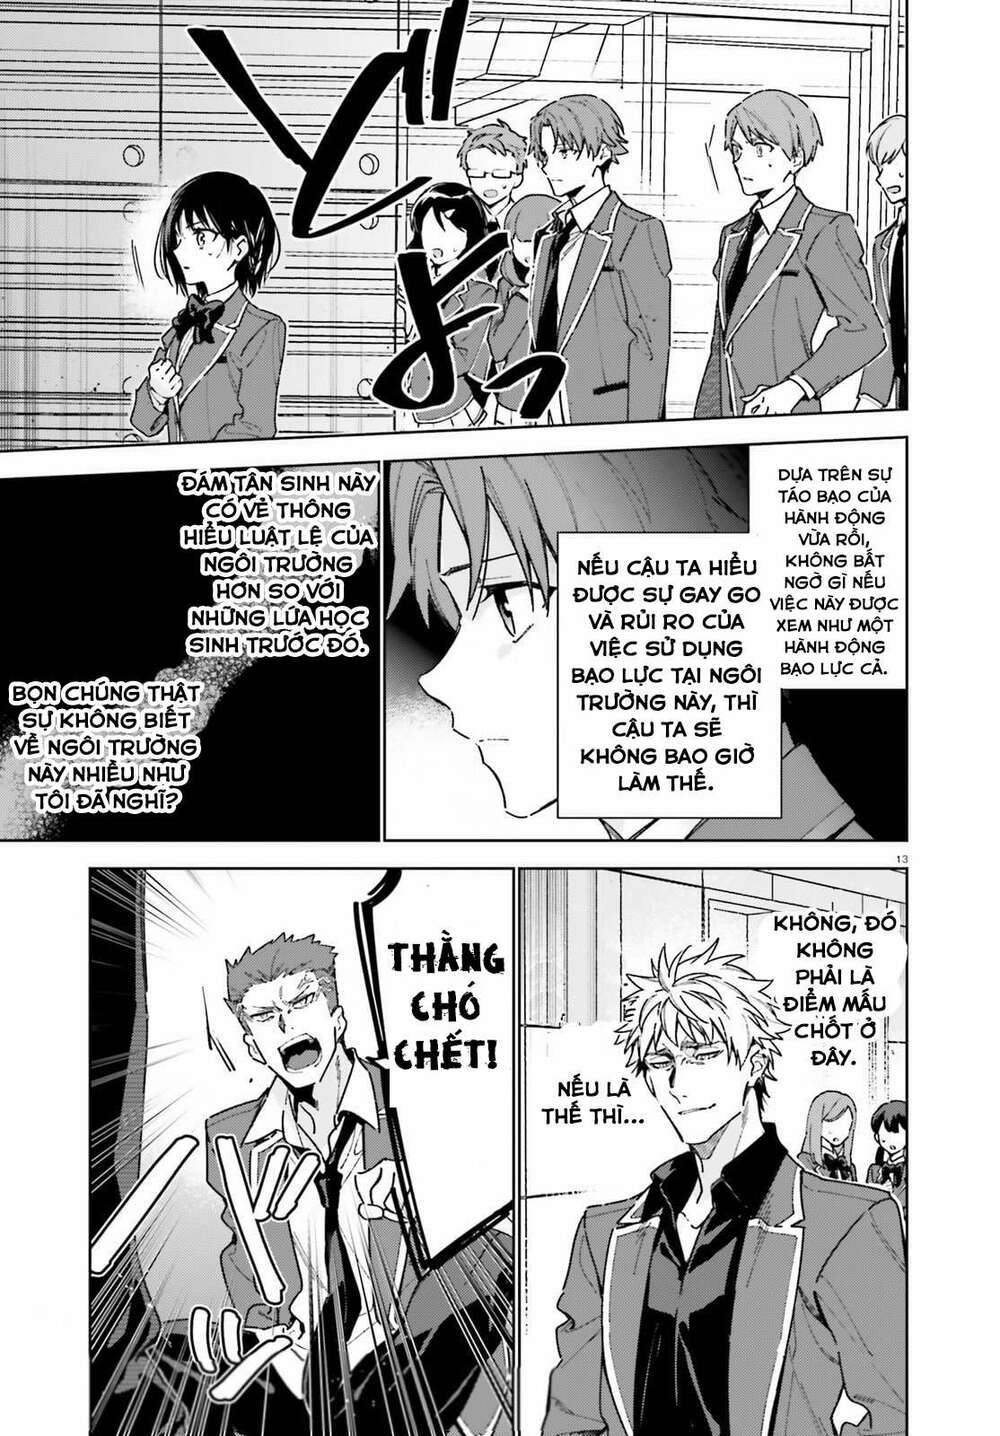 どよっ
DỰA TRÊN SỰ
TÁO BẠO CỦA
HÀNH ĐỘNG
VỪA RỒI,
KHÔNG BẤT
NGỜ GÌ NẾU
VIỆC NÀY ĐƯỢC
XEM NHƯ MỘT
HÀNH ĐỘNG
BẠO LỰC CẢ.
NẾU CẬU TA HIỂU
ĐƯỢC SỰ GAY GO
VÀ RỦI RO CỦA
VIỆC SỬ DỤNG
BẠO LỰC TẠI NGÔI
TRƯỜNG NÀY, THÌ
CẬU TA SẼ
KHÔNG BAO GIỜ
LÀM THẾ.
ĐÁM TÂN SINH NÀY
CÓ VẺ THÔNG
HIỂU LUẬT LỆ CỦA
NGÔI TRƯỜNG
HƠN SO VỚI
NHỮNG LỨA HỌC
SINH TRƯỚC ĐÓ.
BỌN CHÚNG THẬT
SỰ KHÔNG BIẾT
VỀ NGÔI TRƯỜNG
NÀY NHIỀU NHƯ
TÔI ĐÃ NGHĨ?
13
KHÔNG, ĐÓ
KHÔNG
PHẢI LÀ
ĐIỂM MẤU
CHỐT Ở
ĐÂY.
NẾU LÀ
THẾ THÌ...
THẰNG
CHÓ
CHẾT!